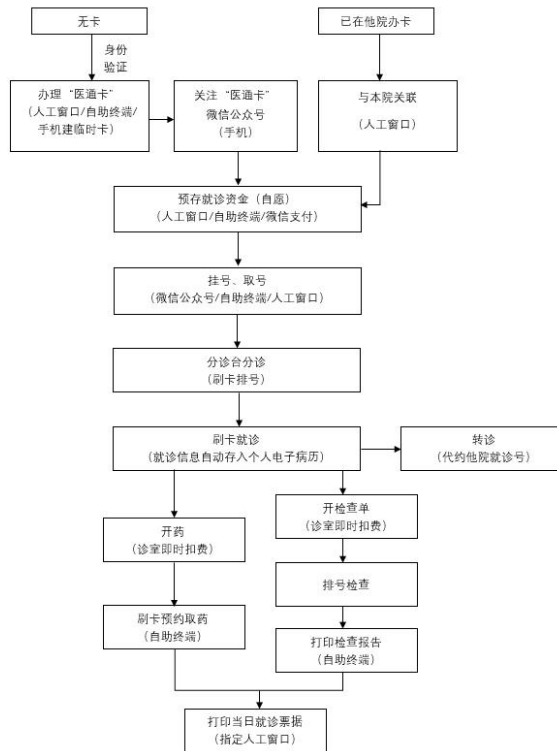 无卡
已在他院办卡
身份
验证
办理“医通卡”
(人工窗口/自助终端/
手机建临时卡)
关注“医通卡”
微信公众号
(手机)
与本院关联
(人工窗口)
预存就诊资金(自愿)
(人工窗口/自助终端/微信支付)
挂号、取号
(微信公众号/自助终端/人工窗口)
分诊台分诊
(刷卡排号)
刷卡就诊
(就诊信息自动存入个人电子病历)
转诊
(代约他院就诊号)
开药
(诊室即时扣费)
开检查单
(诊室即时扣费)
排号检查
刷卡预约取药
(自助终端)
打印检查报告
(自助终端)
打印当日就诊票据
(指定人工窗口)